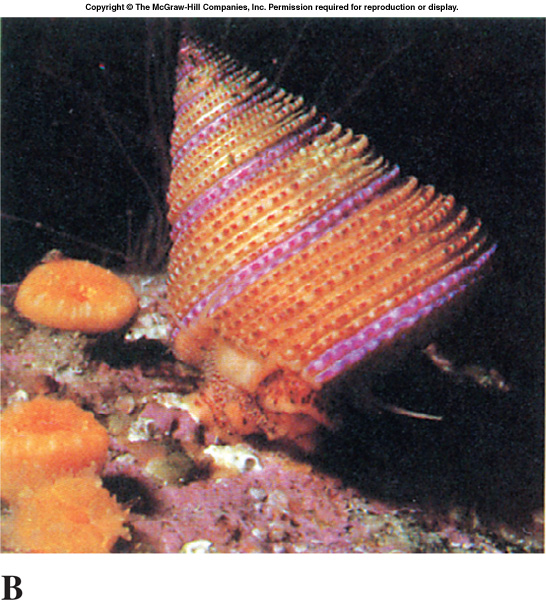 Copyright © The McGraw-Hill Companies, Inc. Permission required for reproduction or display.
B